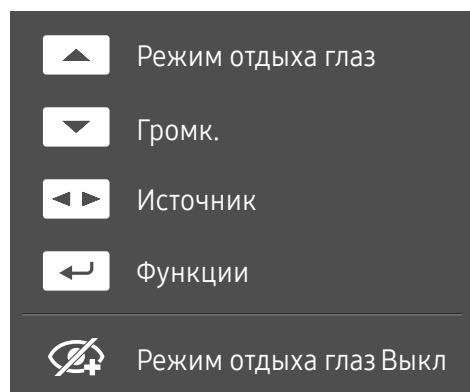 Режим отдыха глаз
Громк.
Источник
Функции
Режим отдыха глаз Выкл